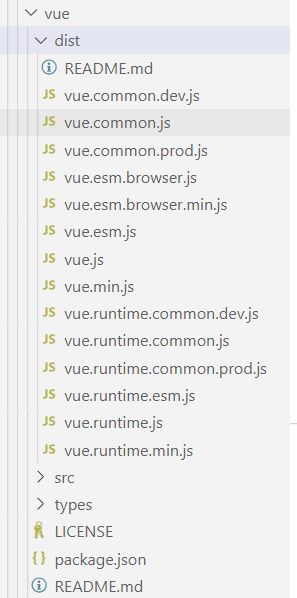 vue
dist
README.md
JS vue.common.dev.js
JS vue.common.js
JS vue.common.prod.js
JS vue.esm.browser.js
JS vue.esm.browser.min.js
JS vue.esm.js
JS vue.js
JS vue.min.js
JS vue.runtime.common.dev.js
JS vue.runtime.common.js
JS vue.runtime.common.prod.js
JS vue.runtime.esm.js
JS vue.runtime.js
JS vue.runtime.min.js
src
types
LICENSE
{ } package.json
README.md